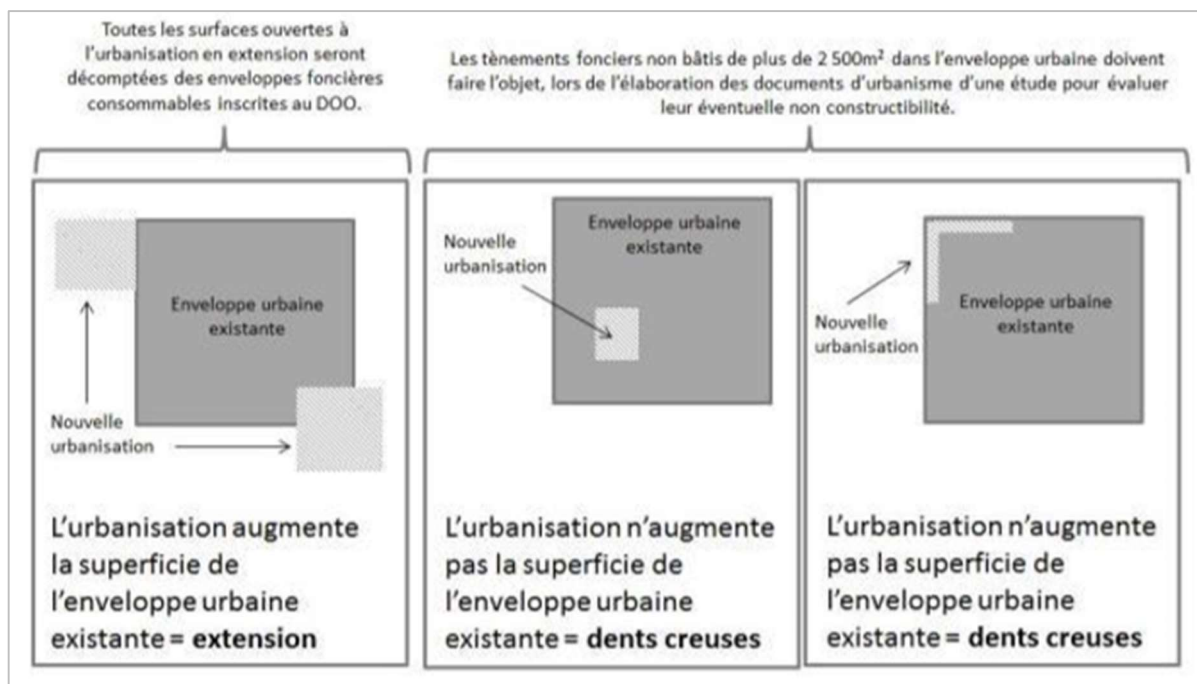 Toutes les surfaces ouvertes à
l'urbanisation en extension seront
décomptées des enveloppes foncières
consommables inscrites au DOO.
Les tènements fonciers non bâtis de plus de 2 500m² dans l'enveloppe urbaine doivent
faire l'objet, lors de l'élaboration des documents d'urbanisme d'une étude pour évaluer
leur éventuelle non constructibilité.
Enveloppe urbaine
existante
Nouvelle
urbanisation
L'urbanisation augmente
la superficie de
l'enveloppe urbaine
existante = extension
Enveloppe urbaine
existante
Nouvelle
urbanisation
L'urbanisation n'augmente
pas la superficie de
l'enveloppe urbaine
existante = dents creuses
Enveloppe urbaine
existante
Nouvelle
urbanisation
L'urbanisation n'augmente
pas la superficie de
l'enveloppe urbaine
existante = dents creuses